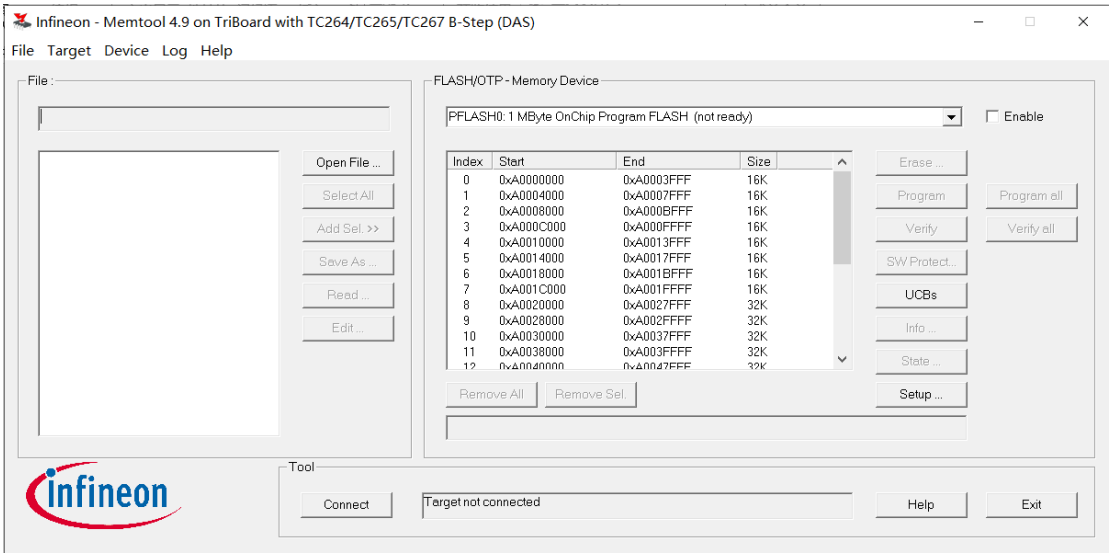 Infineon - Memtool 4.9 on TriBoard with TC264/TC265/TC267 B-Step (DAS)
File Target Device Log Help
File :
Open File ...
Select All
Add Sel. >>
Save As ...
Read ...
Edit ...
FLASH/OTP - Memory Device
PFLASH0: 1 MByte OnChip Program FLASH (not ready)
Enable
Index Start End Size
0 0xA0000000 0xA0003FFF 16K
1 0xA0004000 0xA0007FFF 16K
2 0xA0008000 0xA000BFFF 16K
3 0xA000C000 0xA000FFFF 16K
4 0xA0010000 0xA0013FFF 16K
5 0xA0014000 0xA0017FFF 16K
6 0xA0018000 0xA001BFFF 16K
7 0xA001C000 0xA001FFFF 16K
8 0xA0020000 0xA0027FFF 32K
9 0xA0028000 0xA002FFFF 32K
10 0xA0030000 0xA0037FFF 32K
11 0xA0038000 0xA003FFFF 32K
12 0xA0040000 0xA0047FFF 32K
Erase ...
Program
Program all
Verify
Verify all
SW Protect...
UCBs
Info ...
State ...
Setup ...
Remove All
Remove Sel.
infineon
Tool
Connect
Target not connected
Help
Exit